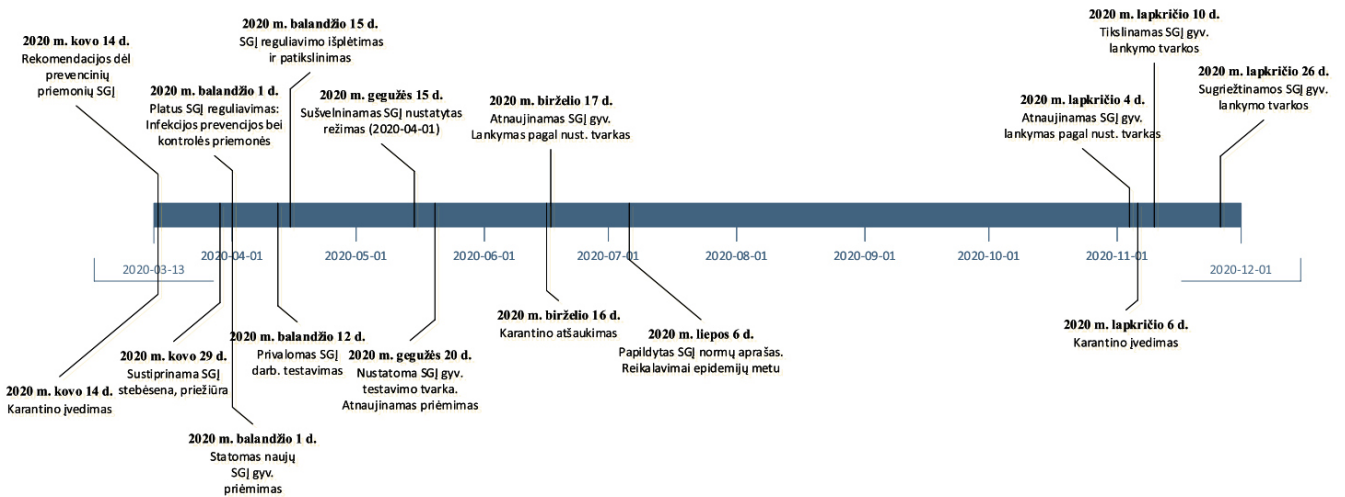 2020 m. kovo 14 d.
Rekomendacijos dėl
prevencinių
priemonių SGĮ
2020 m. balandžio 1 d.
Platus SGĮ reguliavimas:
Infekcijos prevencijos bei
kontrolės priemonės
2020 m. balandžio 15 d.
SGĮ reguliavimo išplėtimas
ir patikslinimas
2020 m. gegužės 15 d.
Sušvelninamas SGĮ nustatytas
režimas (2020-04-01)
2020 m. birželio 17 d.
Atnaujinamas SGĮ gyv.
Lankymas pagal nust. tvarkas
2020 m. lapkričio 4 d.
Atnaujinamas SGĮ gyv.
lankymas pagal nust. tvarkas
2020 m. lapkričio 10 d.
Tikslinamas SGĮ gyv.
lankymo tvarkos
2020 m. lapkričio 26 d.
Sugriežtinamos SGĮ gyv.
lankymo tvarkos
2020-03-13
2020-04-01
2020-05-01
2020-06-01
2020-07-01
2020-08-01
2020-09-01
2020-10-01
2020-11-01
2020-12-01
2020 m. kovo 14 d.
Karantino įvedimas
2020 m. kovo 29 d.
Sustiprinama SGĮ
stebėsena, priežiūra
2020 m. balandžio 1 d.
Statomas naujų
SGĮ gyv.
priėmimas
2020 m. balandžio 12 d.
Privalomas SGĮ
darb. testavimas
2020 m. gegužės 20 d.
Nustatoma SGĮ gyv.
testavimo tvarka.
Atnaujinamas priėmimas
2020 m. birželio 16 d.
Karantino atšaukimas
2020 m. liepos 6 d.
Papildytas SGĮ normų aprašas.
Reikalavimai epidemijų metu
2020 m. lapkričio 6 d.
Karantino įvedimas